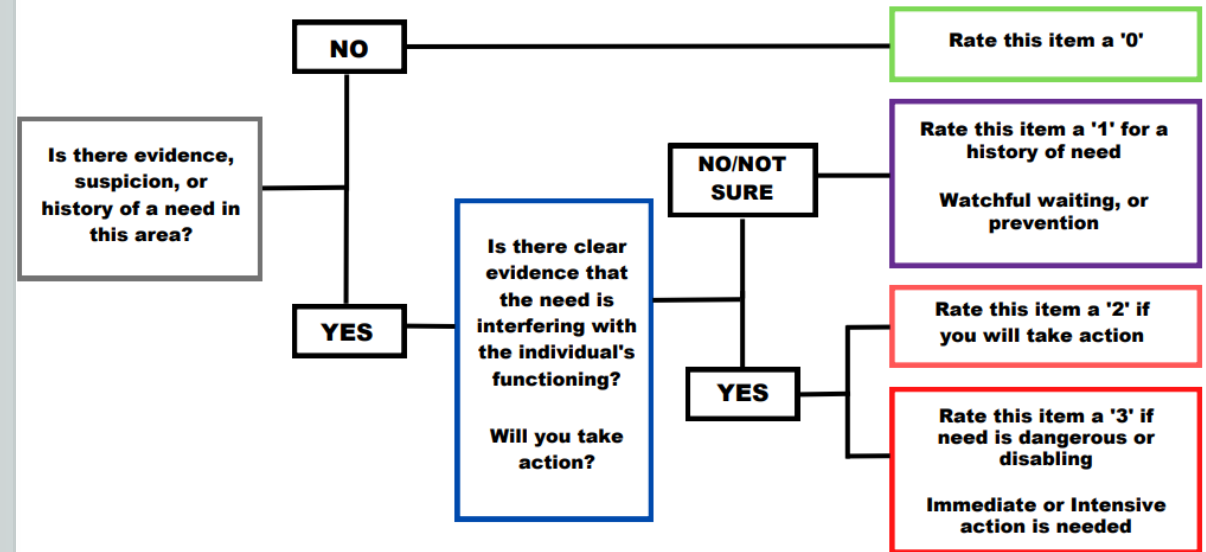 Is there evidence,
suspicion, or
history of a need in
this area?
NO
YES
Is there clear
evidence that
the need is
interfering with
the individual's
functioning?
Will you take
action?
NO/NOT
SURE
YES
Rate this item a '0'
Rate this item a '1' for a
history of need
Watchful waiting, or
prevention
Rate this item a '2' if
you will take action
Rate this item a '3' if
need is dangerous or
disabling
Immediate or Intensive
action is needed